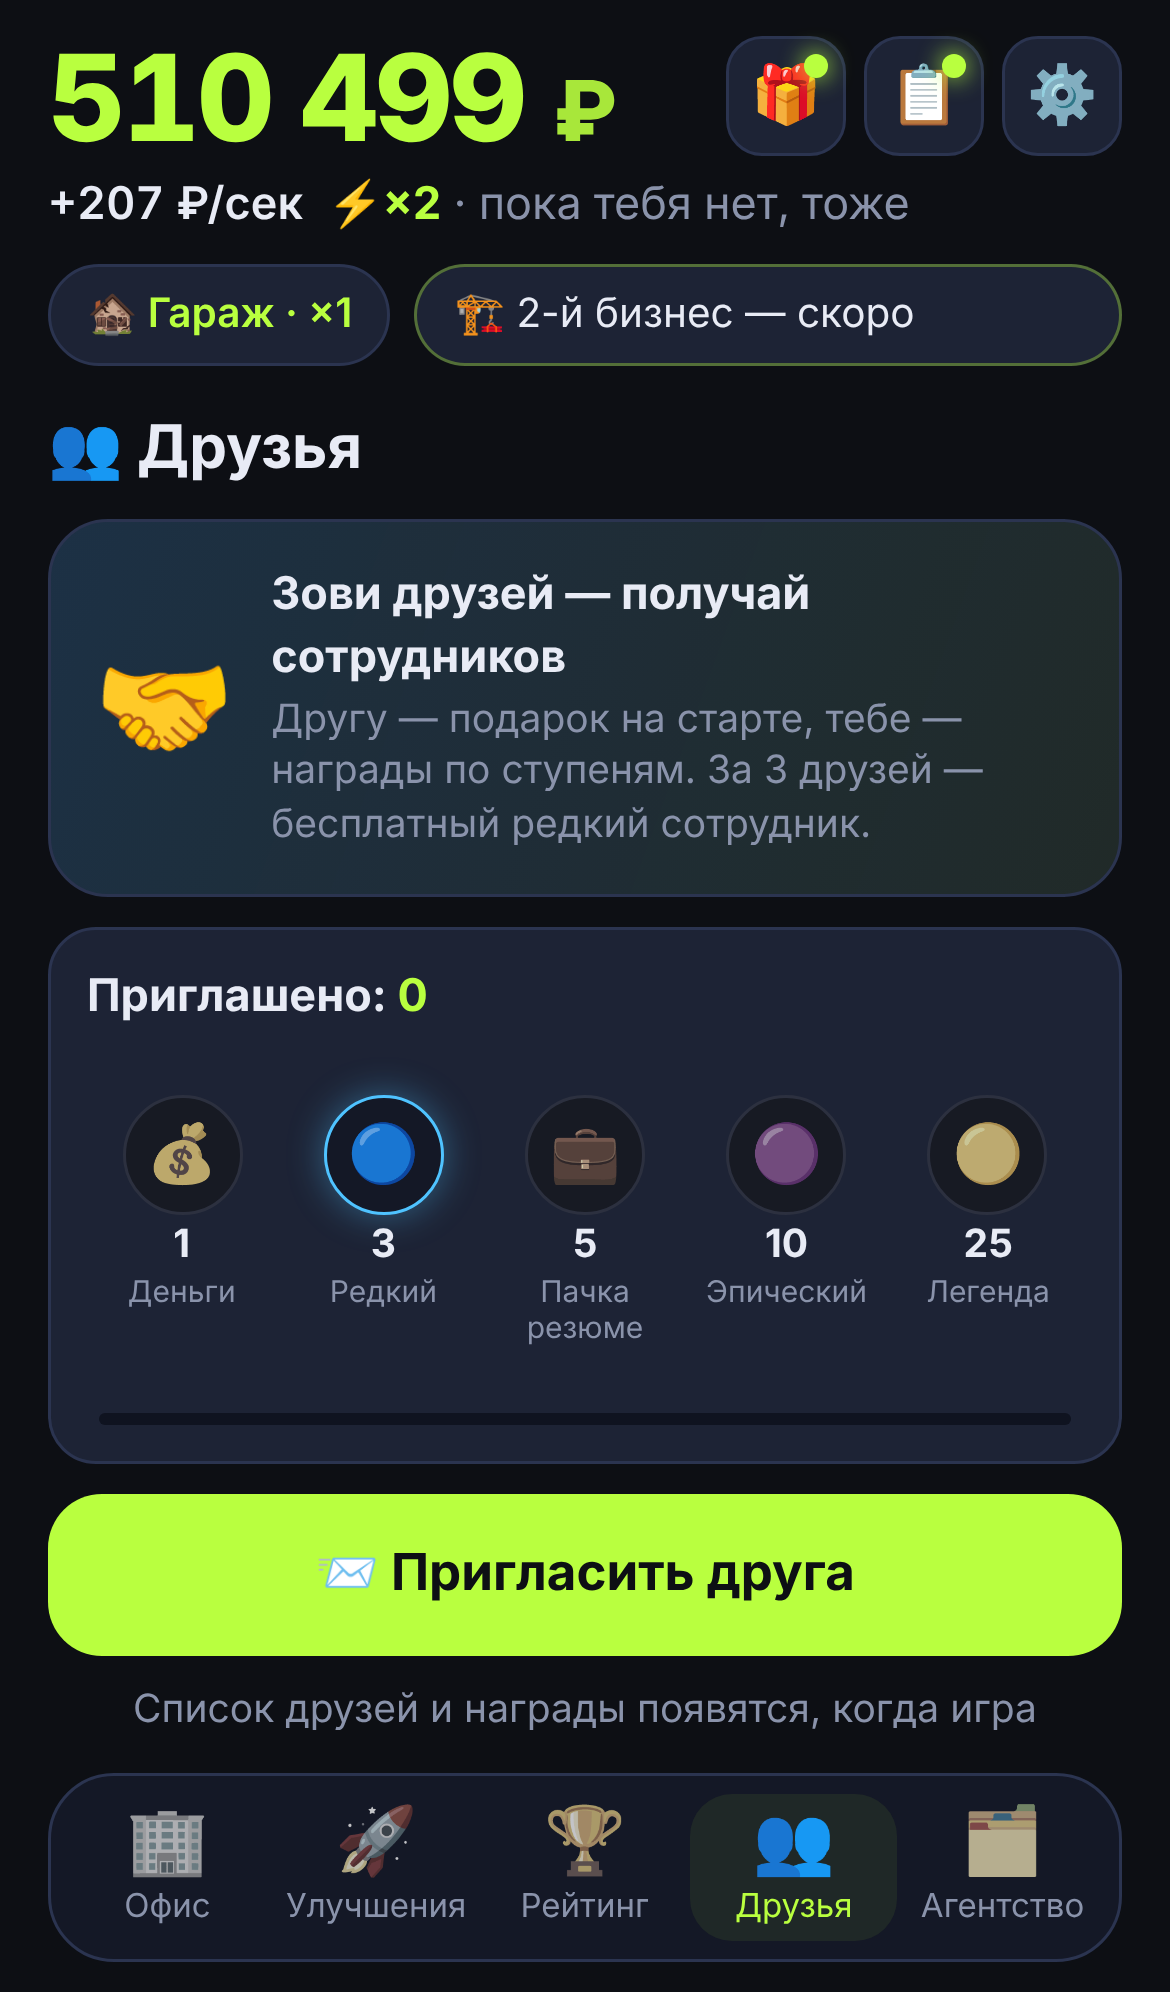 510 499 ₽
+207 ₽/сек ⚡×2 · пока тебя нет, тоже
Гараж · ×1
2-й бизнес — скоро
Друзья
Зови друзей — получай
сотрудников
Другу — подарок на старте, тебе —
награды по ступеням. За 3 друзей —
бесплатный редкий сотрудник.
Приглашено: 0
1
Деньги
3
Редкий
5
Пачка
резюме
10
Эпический
25
Легенда
Пригласить друга
Список друзей и награды появятся, когда игра
Офис
Улучшения
Рейтинг
Друзья
Агентство